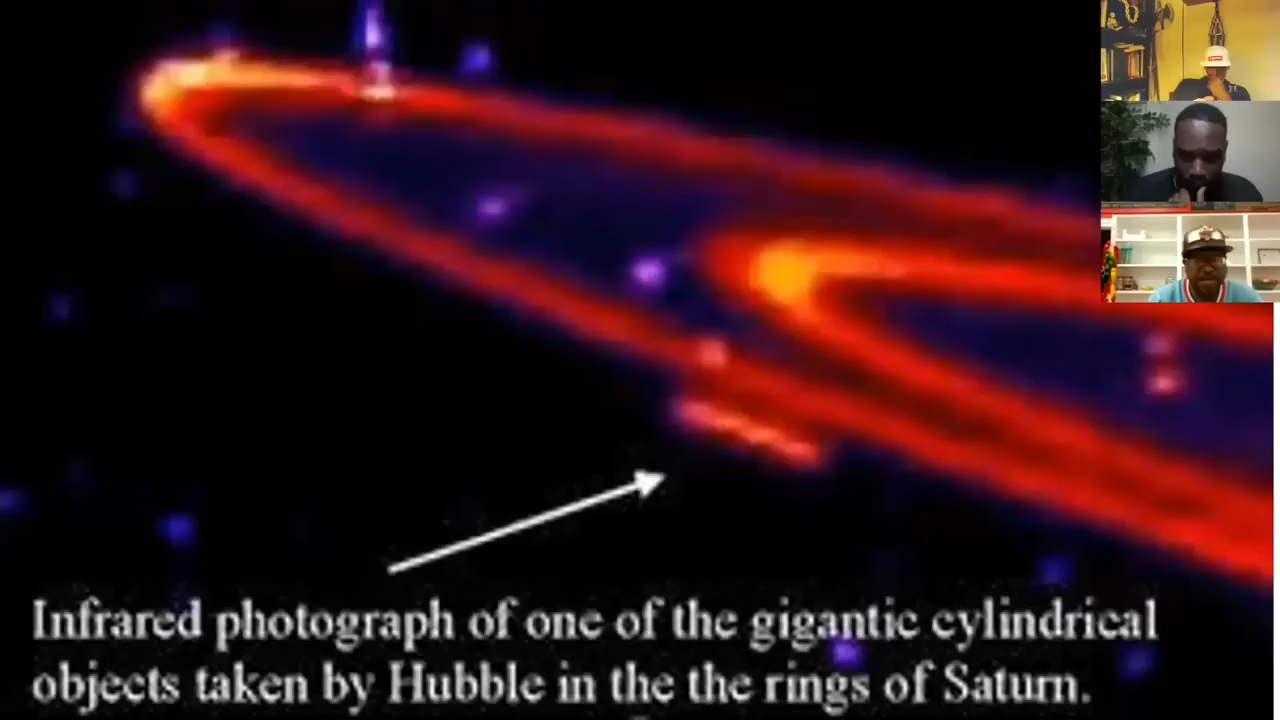 Infrared photograph of one of the gigantic cylindrical
objects taken by Hubble in the the rings of Saturn.